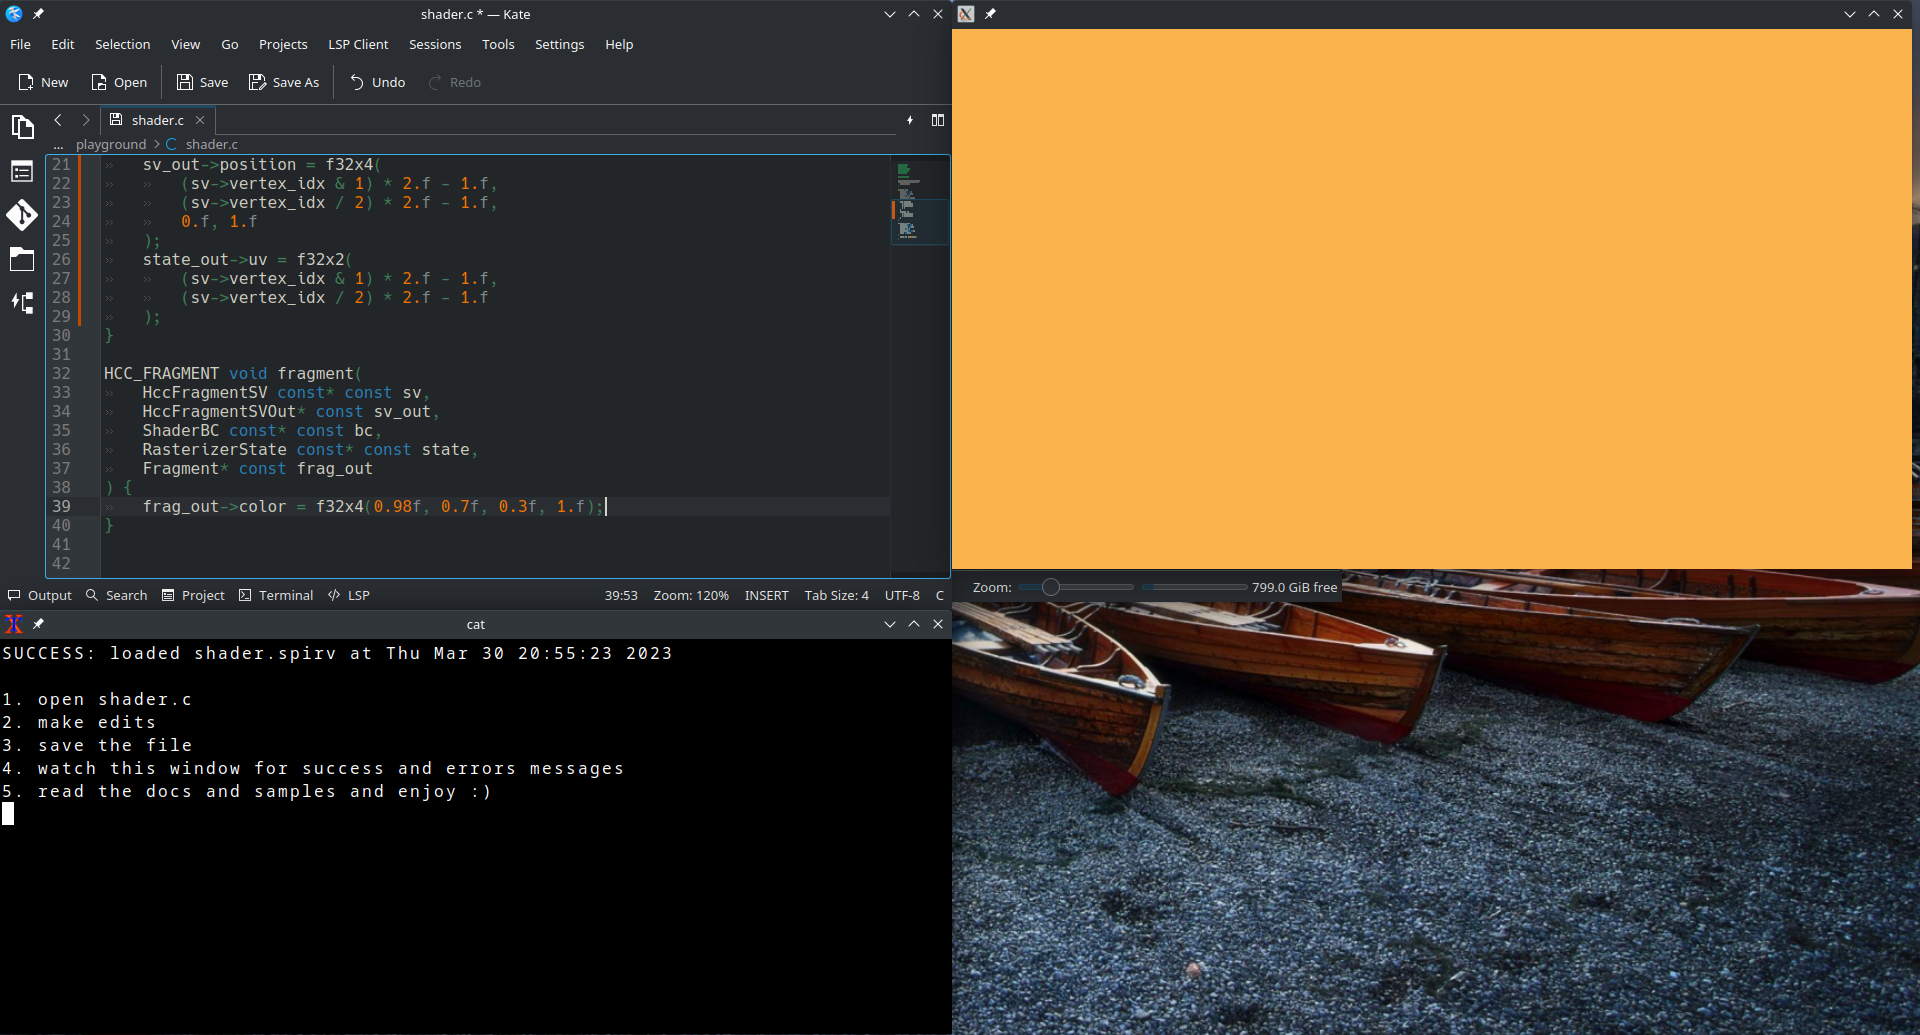 shader.c * — Kate
File Edit Selection View Go Projects LSP Client Sessions Tools Settings Help
New Open Save Save As Undo Redo
shader.c
... playground > C shader.c
21 sv_out->position = f32x4(
22 (sv->vertex_idx & 1) * 2.f - 1.f,
23 (sv->vertex_idx / 2) * 2.f - 1.f,
24 0.f, 1.f
25 );
26 state_out->uv = f32x2(
27 (sv->vertex_idx & 1) * 2.f - 1.f,
28 (sv->vertex_idx / 2) * 2.f - 1.f
29 );
30 }
31
32 HCC_FRAGMENT void fragment(
33 HccFragmentSV const* const sv,
34 HccFragmentSVOut* const sv_out,
35 ShaderBC const* const bc,
36 RasterizerState const* const state,
37 Fragment* const frag_out
38 ) {
39 frag_out->color = f32x4(0.98f, 0.7f, 0.3f, 1.f);
40 }
41
42
Output Search Project Terminal </> LSP 39:53 Zoom: 120% INSERT Tab Size: 4 UTF-8 C
Zoom: 799.0 GiB free
cat
SUCCESS: loaded shader.spirv at Thu Mar 30 20:55:23 2023
1. open shader.c
2. make edits
3. save the file
4. watch this window for success and errors messages
5. read the docs and samples and enjoy :)